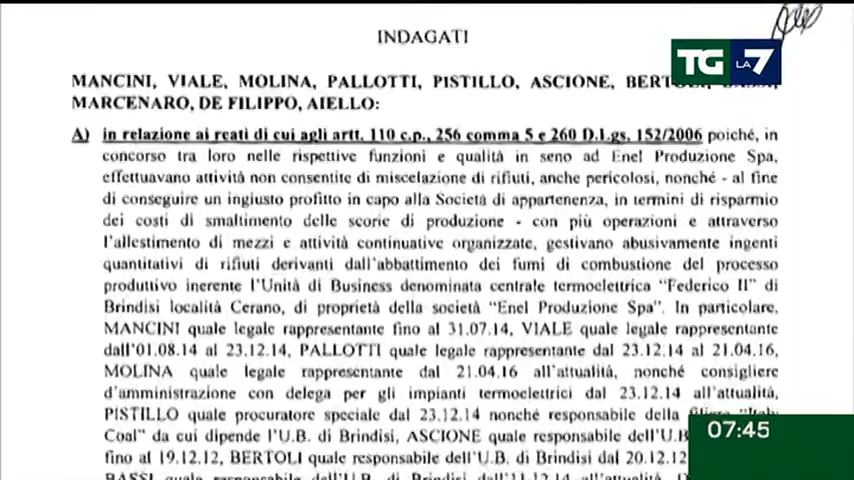 INDAGATI
TG LA 7
MANCINI, VIALE, MOLINA, PALLOTTI, PISTILLO, ASCIONE,
MARCENARO, DE FILIPPO, AIELLO:
A) in relazione ai reati di cui agli artt. 110 c.p., 256 comma 5 e 260 D.Lgs. 152/2006 poiché, in
concorso tra loro nelle rispettive funzioni e qualità in seno ad Enel Produzione Spa,
effettuavano attività non consentite di miscelazione di rifiuti, anche pericolosi, nonché - al fine
di conseguire un ingiusto profitto in capo alla Società di appartenenza, in termini di risparmio
dei costi di smaltimento delle scorie di produzione - con più operazioni e attraverso
l'allestimento di mezzi e attività continuative organizzate, gestivano abusivamente ingenti
quantitativi di rifiuti derivanti dall'abbattimento dei fumi di combustione del processo
produttivo inerente l'Unità di Business denominata centrale termoelettrica "Federico II" di
Brindisi località Cerano, di proprietà della società "Enel Produzione Spa". In particolare,
MANCINI quale legale rappresentante fino al 31.07.14, VIALE quale legale rappresentante
dall'01.08.14 al 23.12.14, PALLOTTI quale legale rappresentante dal 23.12.14 al 21.04.16,
MOLINA quale legale rappresentante dal 21.04.16 all'attualità, nonché consigliere
d'amministrazione con delega per gli impianti termoelettrici dal 23.12.14 all'attualità,
PISTILLO quale procuratore speciale dal 23.12.14 nonché responsabile della
Coal" da cui dipende l'U.B. di Brindisi, ASCIONE quale responsabile dell'U.B
fino al 19.12.12, BERTOLI quale responsabile dell'U.B. di Brindisi dal 20.12.12
BASSI quale responsabile dell'U.B. di Brindisi
07:45